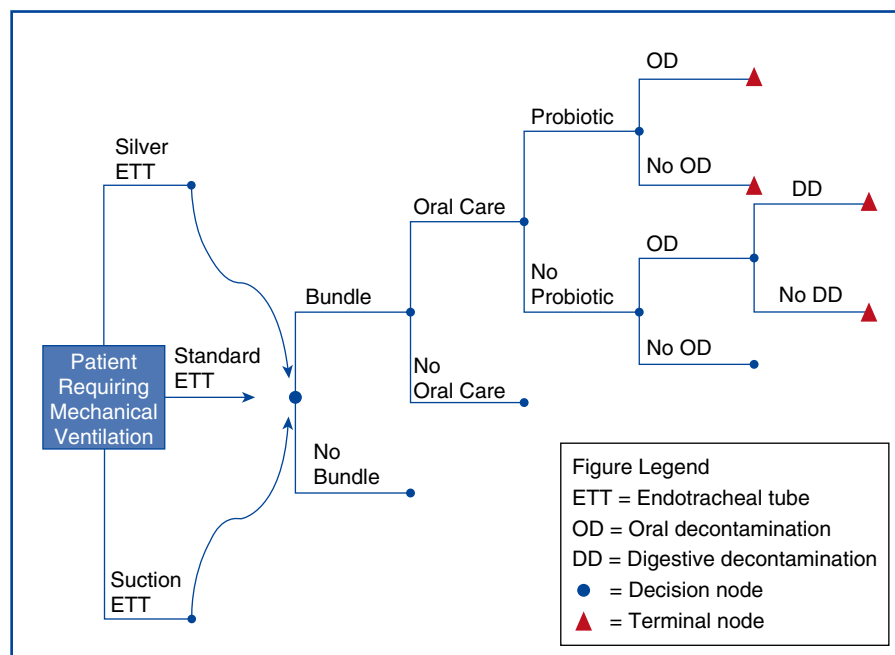 Silver
ETT
Patient
Requiring
Mechanical
Ventilation
Standard
ETT
Suction
ETT
Bundle
No
Bundle
Oral Care
No
Oral Care
Probiotic
No
Probiotic
OD
No OD
OD
No OD
DD
No DD
Figure Legend
ETT = Endotracheal tube
OD = Oral decontamination
DD = Digestive decontamination
= Decision node
= Terminal node